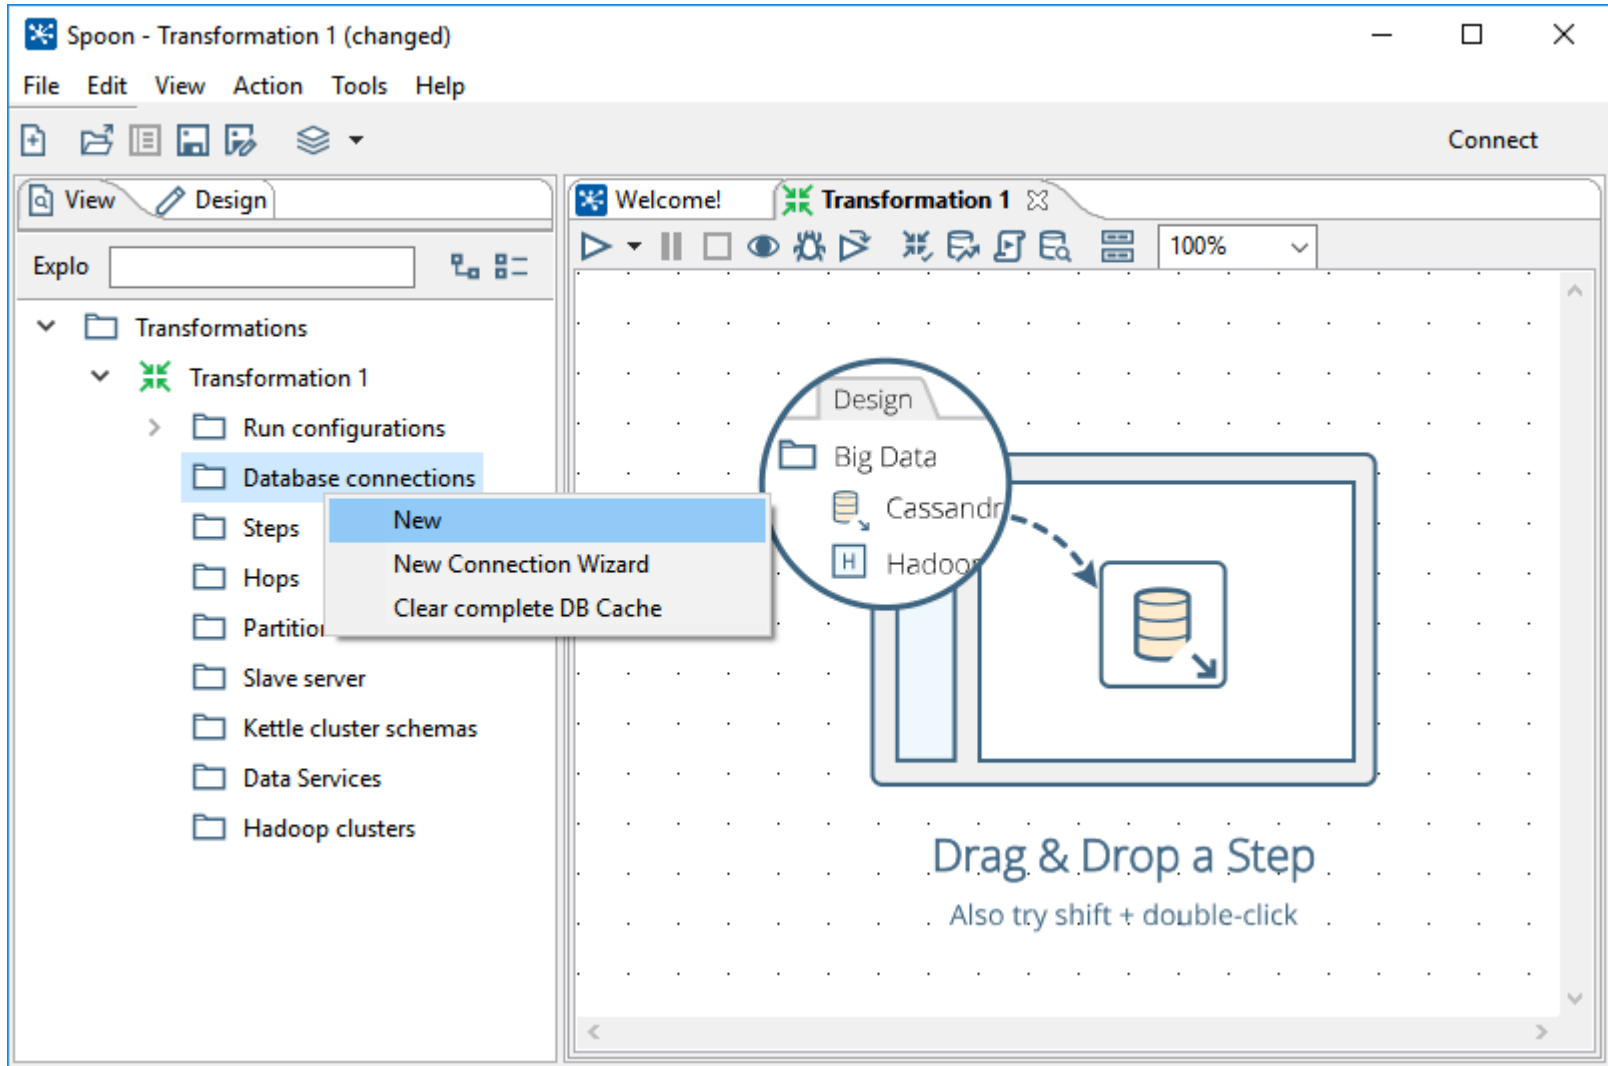 Spoon - Transformation 1 (changed)
File Edit View Action Tools Help
Connect
View Design
Explo
Transformations
Transformation 1
Run configurations
Database connections
New
New Connection Wizard
Clear complete DB Cache
Steps
Hops
Partition
Slave server
Kettle cluster schemas
Data Services
Hadoop clusters
Welcome! Transformation 1
100%
Design
Big Data
Cassandr
H Hadoop
Drag & Drop a Step
Also try shift + double-click